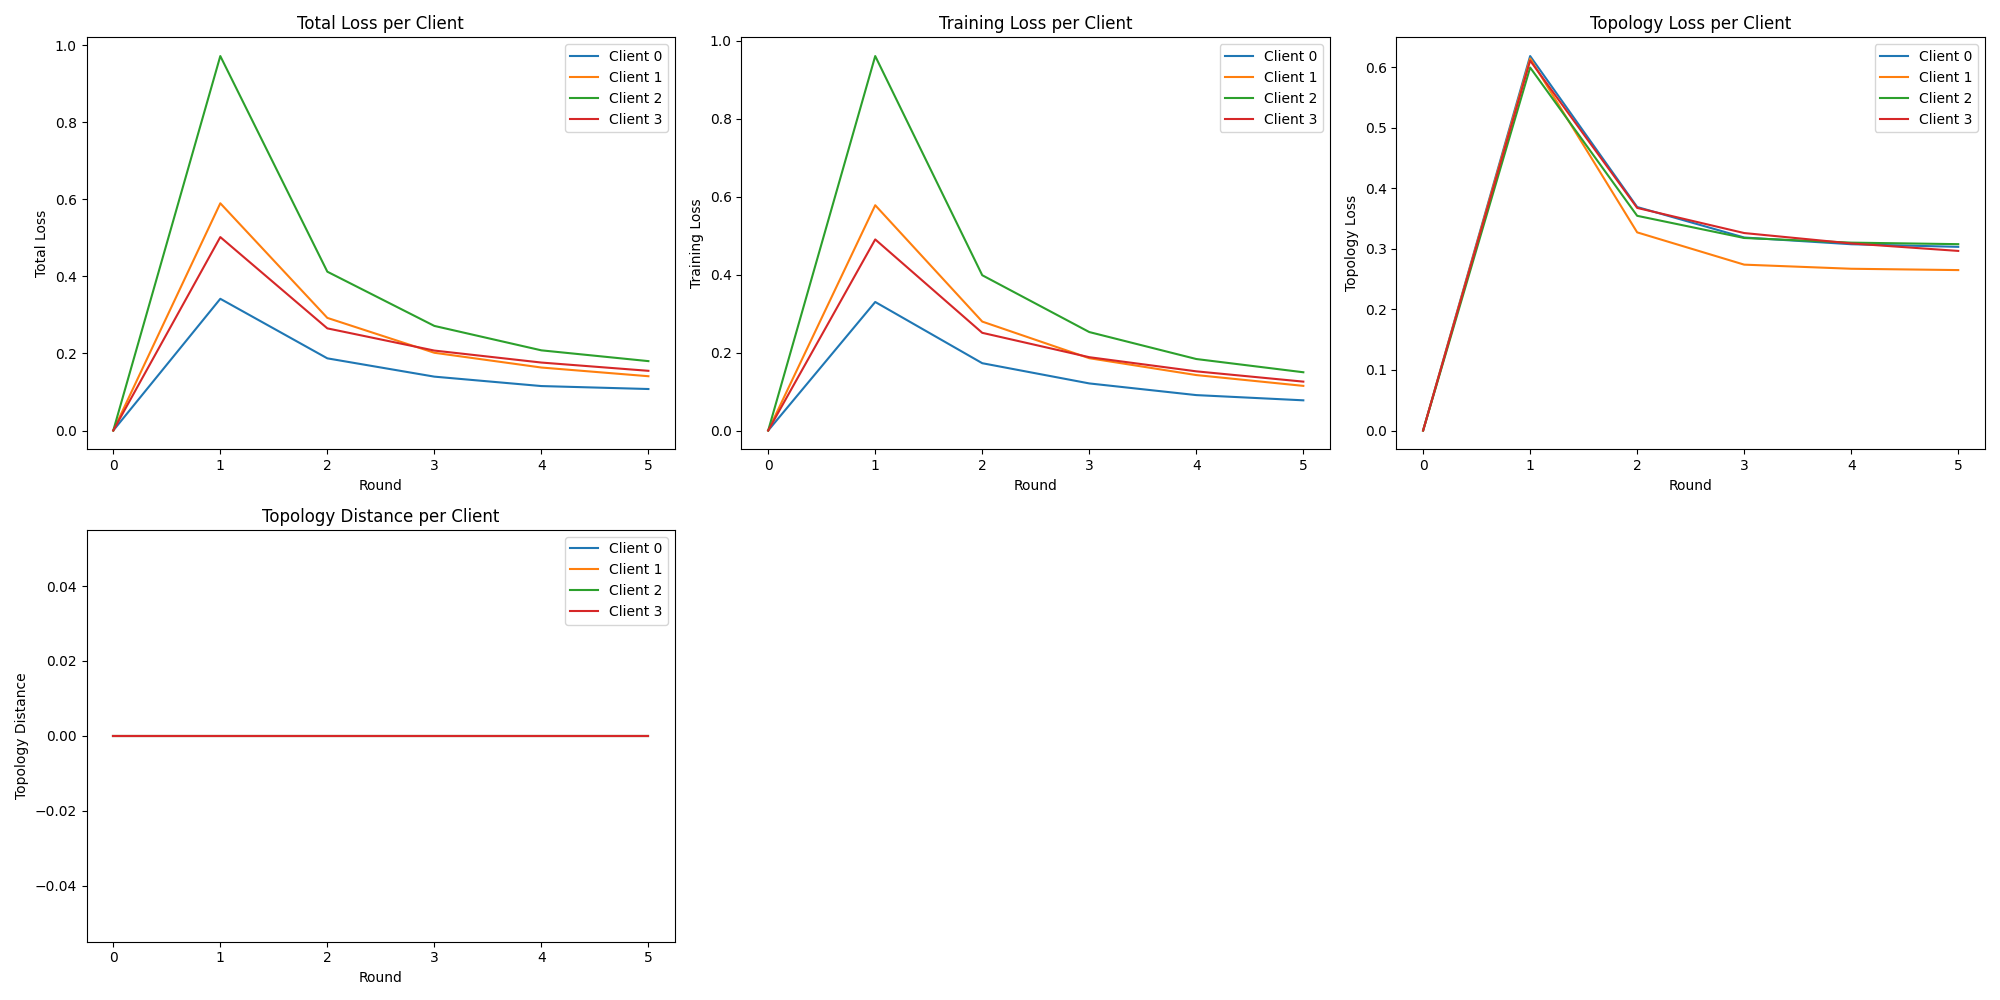 Total Loss per Client
Total Loss
1.0
0.8
0.6
0.4
0.2
0.0
Client 0
Client 1
Client 2
Client 3
0 1 2 3 4 5
Round
Training Loss per Client
Training Loss
1.0
0.8
0.6
0.4
0.2
0.0
Client 0
Client 1
Client 2
Client 3
0 1 2 3 4 5
Round
Topology Loss per Client
Topology Loss
0.6
0.5
0.4
0.3
0.2
0.1
0.0
Client 0
Client 1
Client 2
Client 3
0 1 2 3 4 5
Round
Topology Distance per Client
Topology Distance
0.04
0.02
0.00
−0.02
−0.04
Client 0
Client 1
Client 2
Client 3
0 1 2 3 4 5
Round